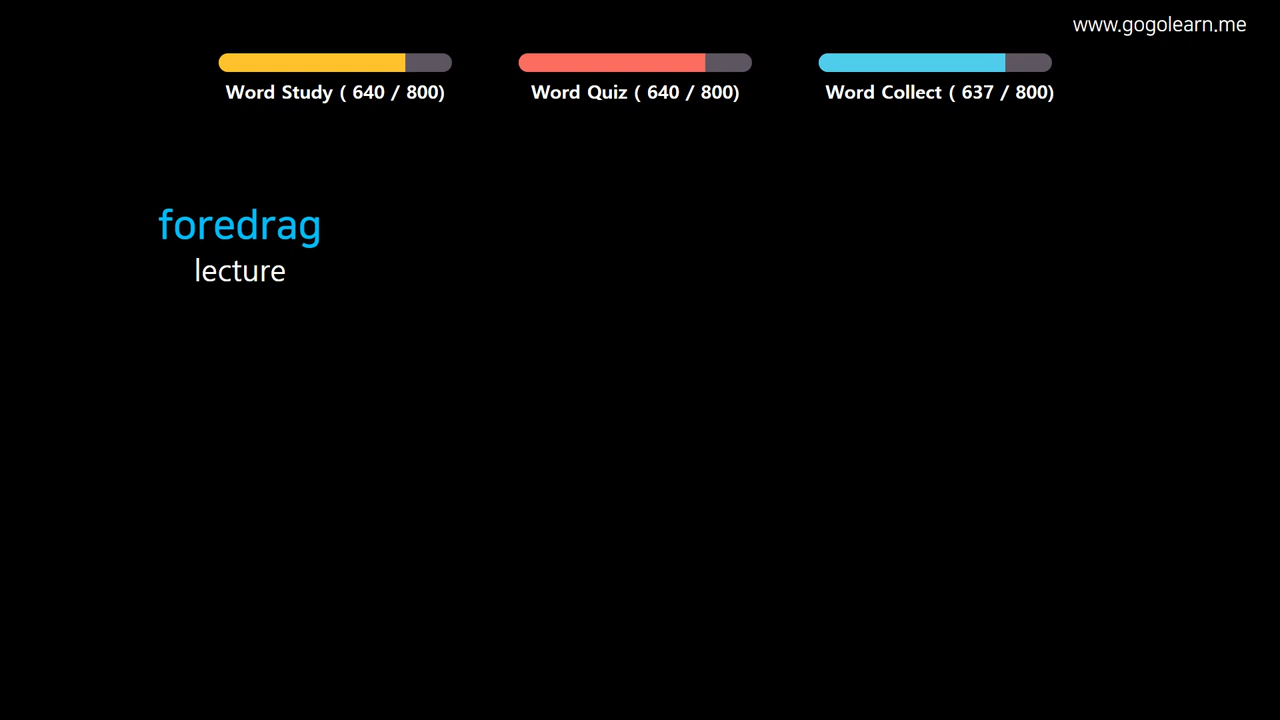 www.gogolearn.me
Word Study ( 640 / 800)
Word Quiz ( 640 / 800)
Word Collect ( 637 / 800)
foredrag
lecture